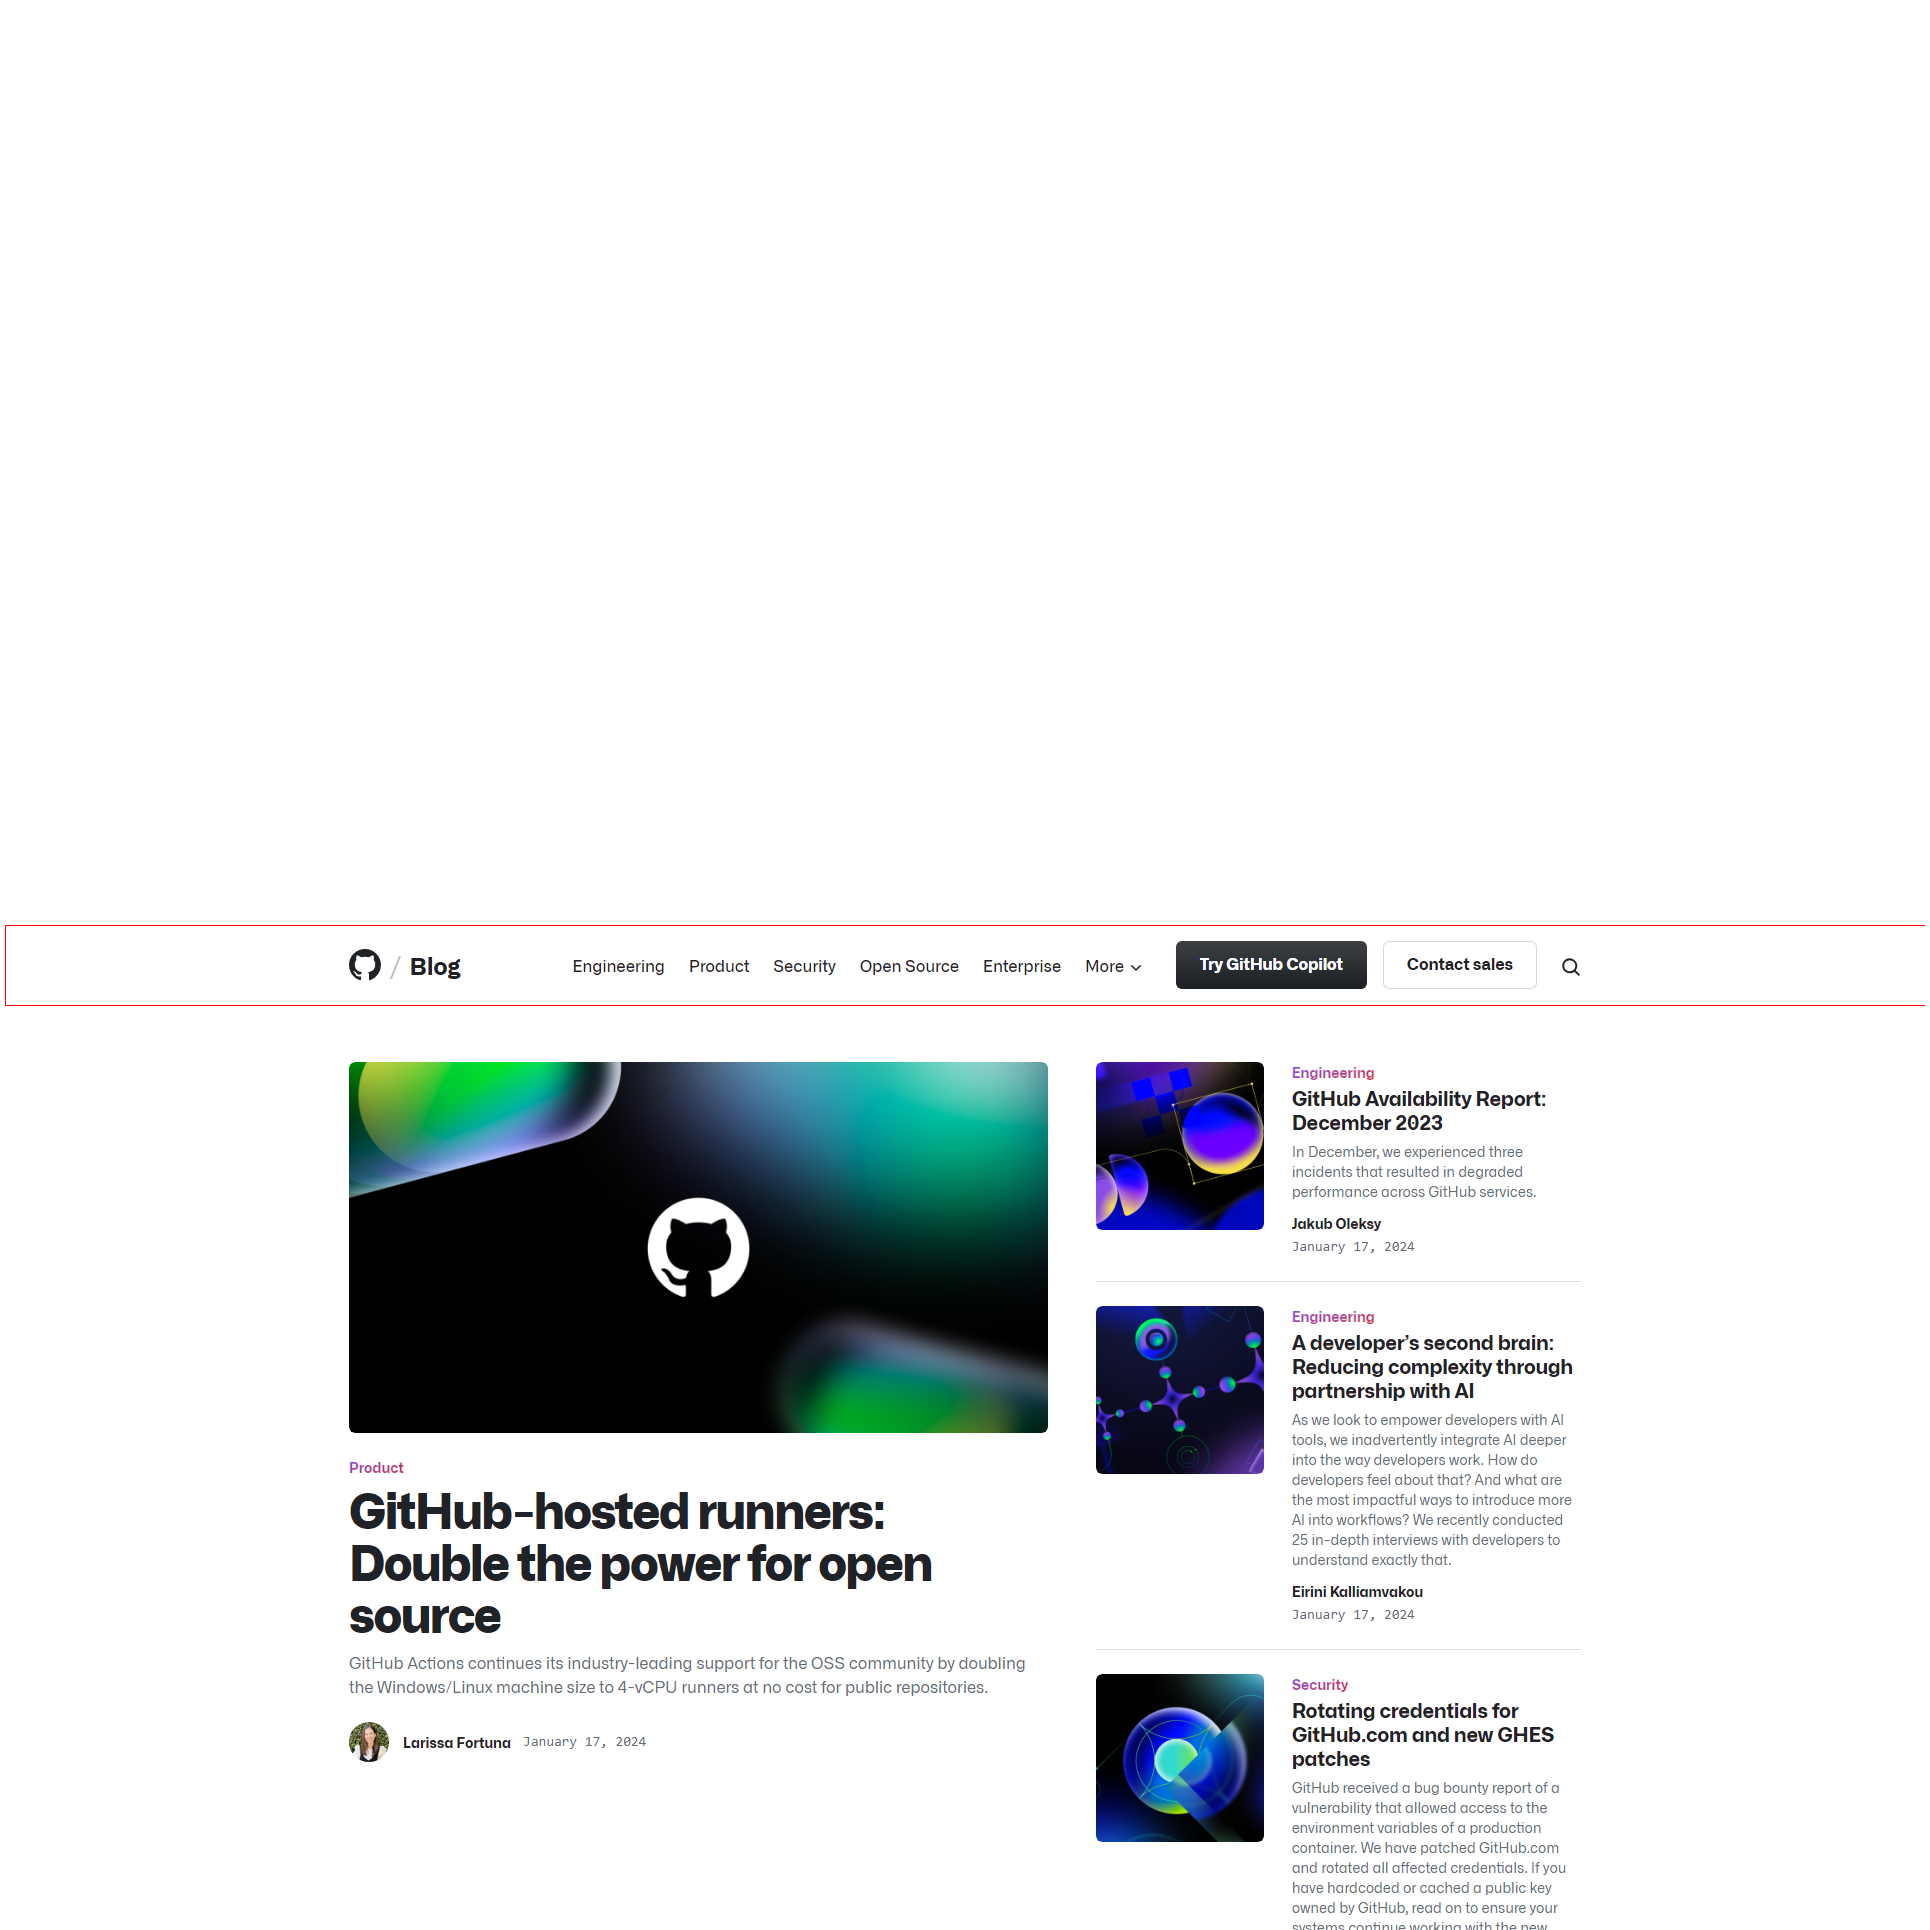 / Blog
Engineering Product Security Open Source Enterprise More Try GitHub Copilot Contact sales
Product
GitHub-hosted runners:
Double the power for open
source
GitHub Actions continues its industry-leading support for the OSS community by doubling
the Windows/Linux machine size to 4-vCPU runners at no cost for public repositories.
Larissa Fortuna January 17, 2024
Engineering
GitHub Availability Report:
December 2023
In December, we experienced three
incidents that resulted in degraded
performance across GitHub services.
Jakub Oleksy
January 17, 2024
Engineering
A developer’s second brain:
Reducing complexity through
partnership with AI
As we look to empower developers with AI
tools, we inadvertently integrate AI deeper
into the way developers work. How do
developers feel about that? And what are
the most impactful ways to introduce more
AI into workflows? We recently conducted
25 in-depth interviews with developers to
understand exactly that.
Eirini Kalliamvakou
January 17, 2024
Security
Rotating credentials for
GitHub.com and new GHES
patches
GitHub received a bug bounty report of a
vulnerability that allowed access to the
environment variables of a production
container. We have patched GitHub.com
and rotated all affected credentials. If you
have hardcoded or cached a public key
owned by GitHub, read on to ensure your
systems continue working with the new